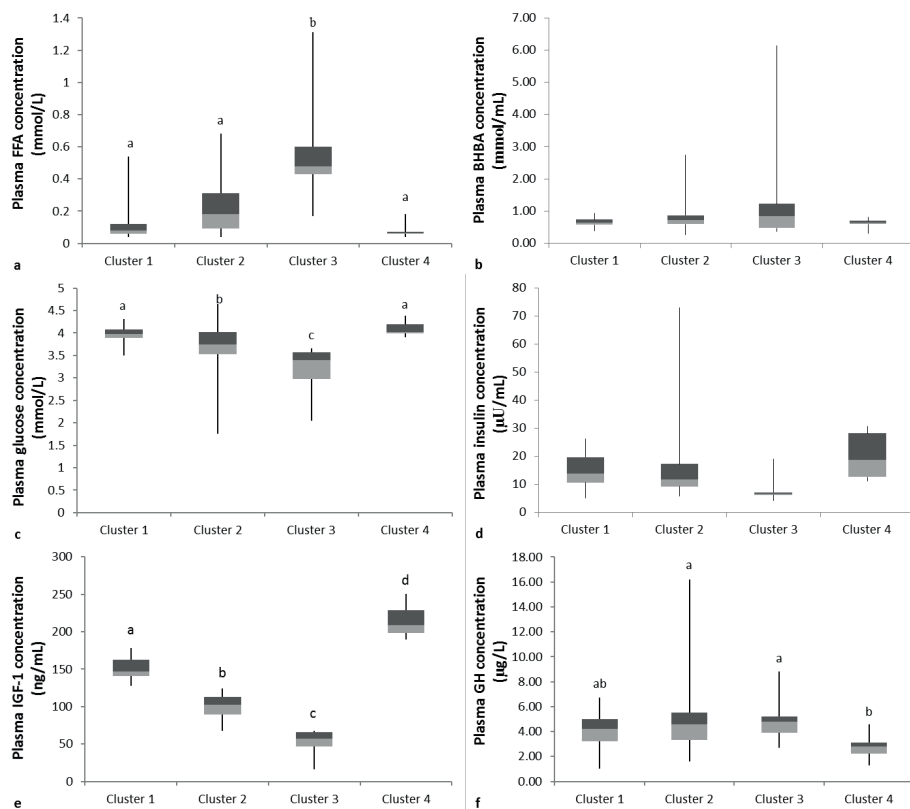 Plasma FFA concentration
(mmol/L)
1.4
1.2
1
0.8
0.6
0.4
0.2
0
a
a
b
a
Cluster 1 Cluster 2 Cluster 3 Cluster 4
a
Plasma BHBA concentration
(mmol/mL)
7.00
6.00
5.00
4.00
3.00
2.00
1.00
0.00
Cluster 1 Cluster 2 Cluster 3 Cluster 4
b
Plasma glucose concentration
(mmol/L)
5
4.5
4
3.5
3
2.5
2
1.5
1
0.5
0
a
b
c
a
Cluster 1 Cluster 2 Cluster 3 Cluster 4
c
Plasma insulin concentration
(µU/mL)
80
70
60
50
40
30
20
10
0
Cluster 1 Cluster 2 Cluster 3 Cluster 4
d
Plasma IGF-1 concentration
(ng/mL)
300
250
200
150
100
50
0
a
b
c
d
Cluster 1 Cluster 2 Cluster 3 Cluster 4
e
Plasma GH concentration
(µg/L)
18.00
16.00
14.00
12.00
10.00
8.00
6.00
4.00
2.00
0.00
ab
a
a
b
Cluster 1 Cluster 2 Cluster 3 Cluster 4
f